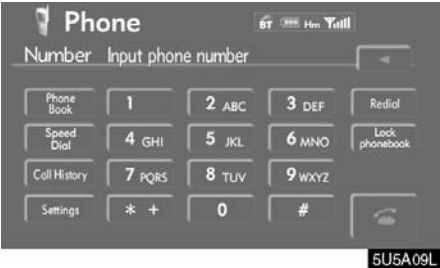 Phone
BT Hm
Number Input phone number
Phone Book 1 2 ABC 3 DEF Redial
Speed Dial 4 GHI 5 JKL 6 MNO Lock phonebook
Call History 7 PQRS 8 TUV 9 WXYZ
Settings * + 0 #
5U5A09L